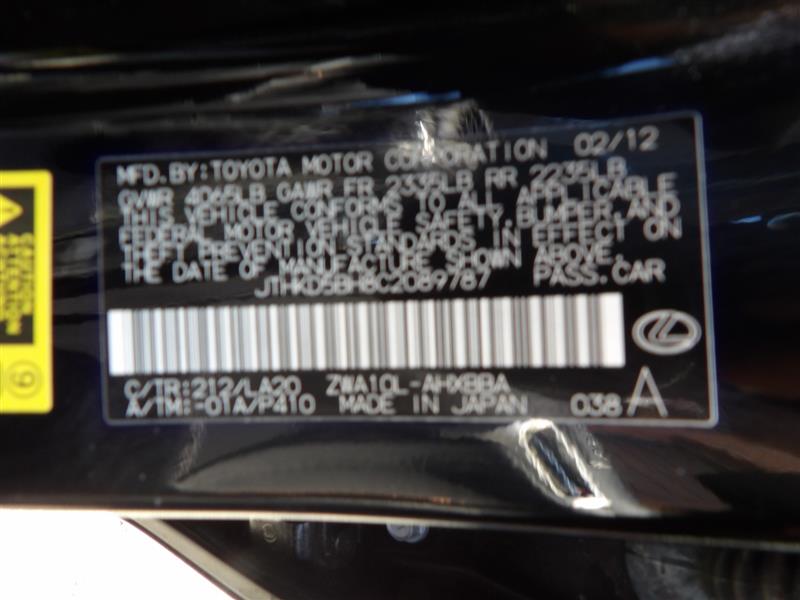 MFD. BY: TOYOTA MOTOR CORPORATION 02/12
GVWR 4065LB GAWR FR 2335LB RR 2235LB
THIS VEHICLE CONFORMS TO ALL APPLICABLE
FEDERAL MOTOR VEHICLE SAFETY, BUMPER, AND
THEFT PREVENTION STANDARDS IN EFFECT ON
THE DATE OF MANUFACTURE SHOWN ABOVE.
JTHKD5BH8C2089787 PASS. CAR
C/TR: 212/LA20 ZWA10L-AHXBBA
A/TM: -01A/P410 MADE IN JAPAN 038 A